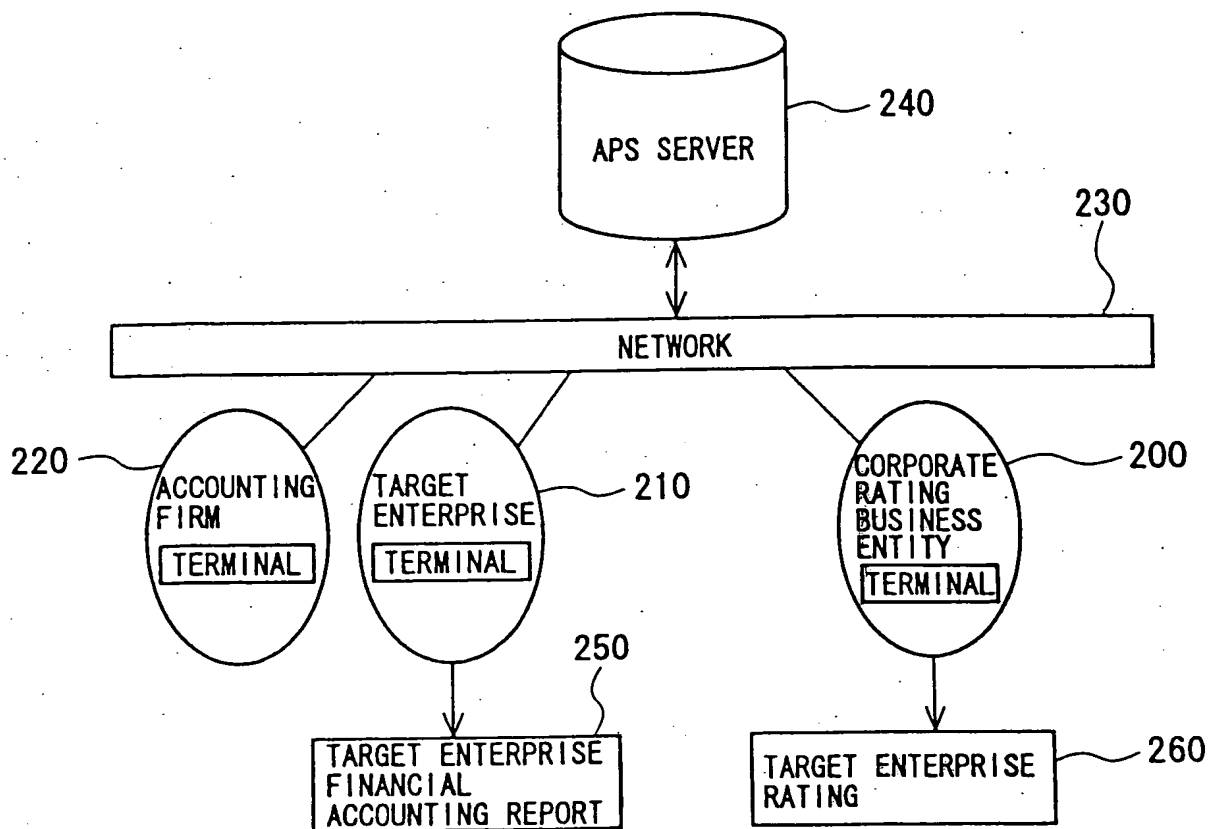 240
APS SERVER
230
NETWORK
220
ACCOUNTING
FIRM
TERMINAL
TARGET
ENTERPRISE
TERMINAL
210
CORPORATE
RATING
BUSINESS
ENTITY
TERMINAL
200
250
TARGET ENTERPRISE
FINANCIAL
ACCOUNTING REPORT
TARGET ENTERPRISE
RATING
260